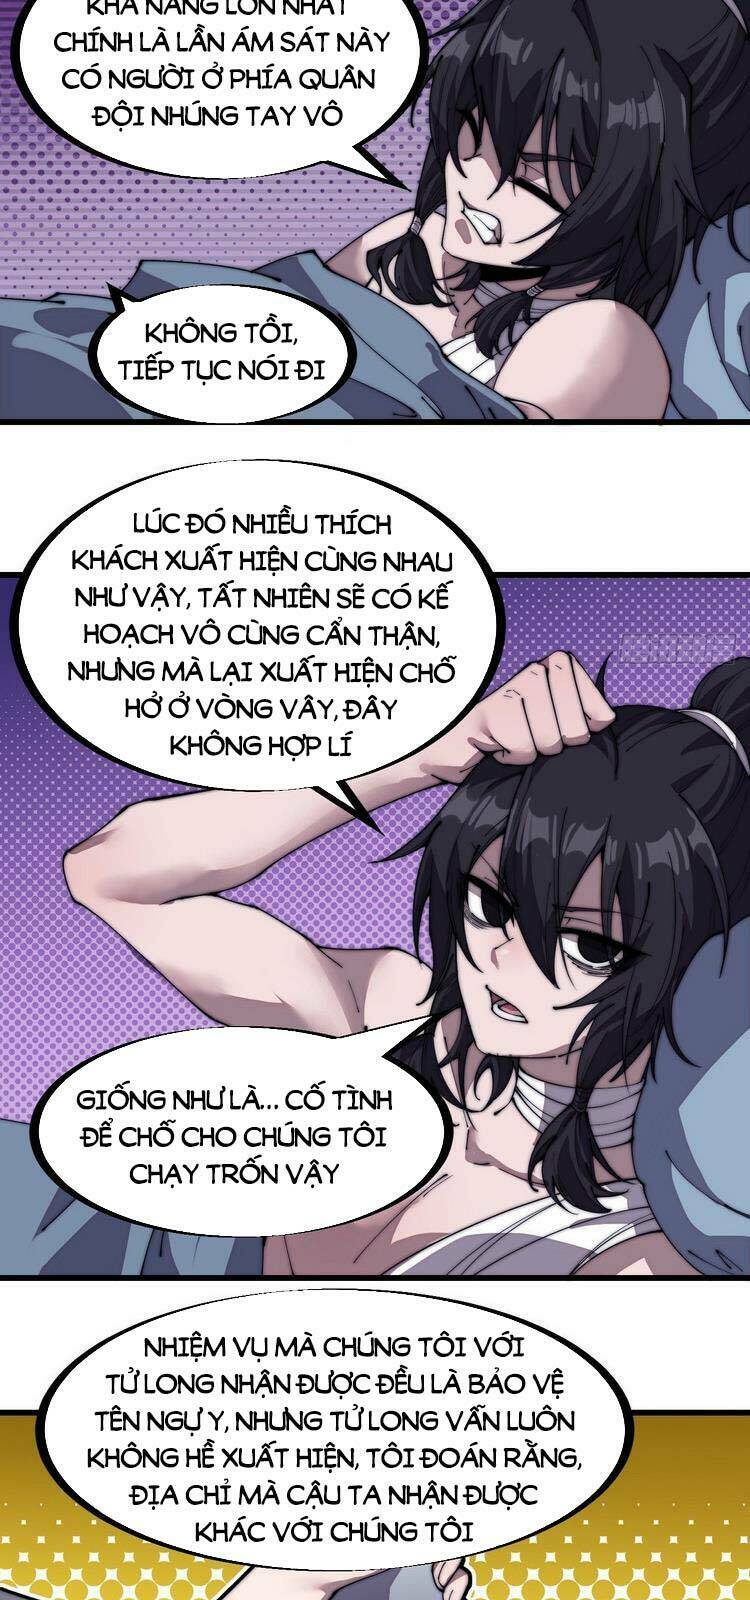 KHẢ NĂNG LỚN NHẤT
CHÍNH LÀ LẦN ÁM SÁT NÀY
CÓ NGƯỜI Ở PHÍA QUÂN
ĐỘI NHÚNG TAY VÔ
KHÔNG TỒI,
TIẾP TỤC NÓI ĐI
LÚC ĐÓ NHIỀU THÍCH
KHÁCH XUẤT HIỆN CÙNG NHAU
NHƯ VẬY, TẤT NHIÊN SẼ CÓ KẾ
HOẠCH VÔ CÙNG CẨN THẬN,
NHƯNG MÀ LẠI XUẤT HIỆN CHỖ
HỞ Ở VÒNG VÂY, ĐÂY
KHÔNG HỢP LÍ
GIỐNG NHƯ LÀ... CỐ TÌNH
ĐỂ CHỖ CHO CHÚNG TÔI
CHẠY TRỐN VẬY
NHIỆM VỤ MÀ CHÚNG TÔI VỚI
TỬ LONG NHẬN ĐƯỢC ĐỀU LÀ BẢO VỆ
TÊN NGỰ Y, NHƯNG TỬ LONG VẪN LUÔN
KHÔNG HỀ XUẤT HIỆN, TÔI ĐOÁN RẰNG,
ĐỊA CHỈ MÀ CẬU TA NHẬN ĐƯỢC
KHÁC VỚI CHÚNG TÔI